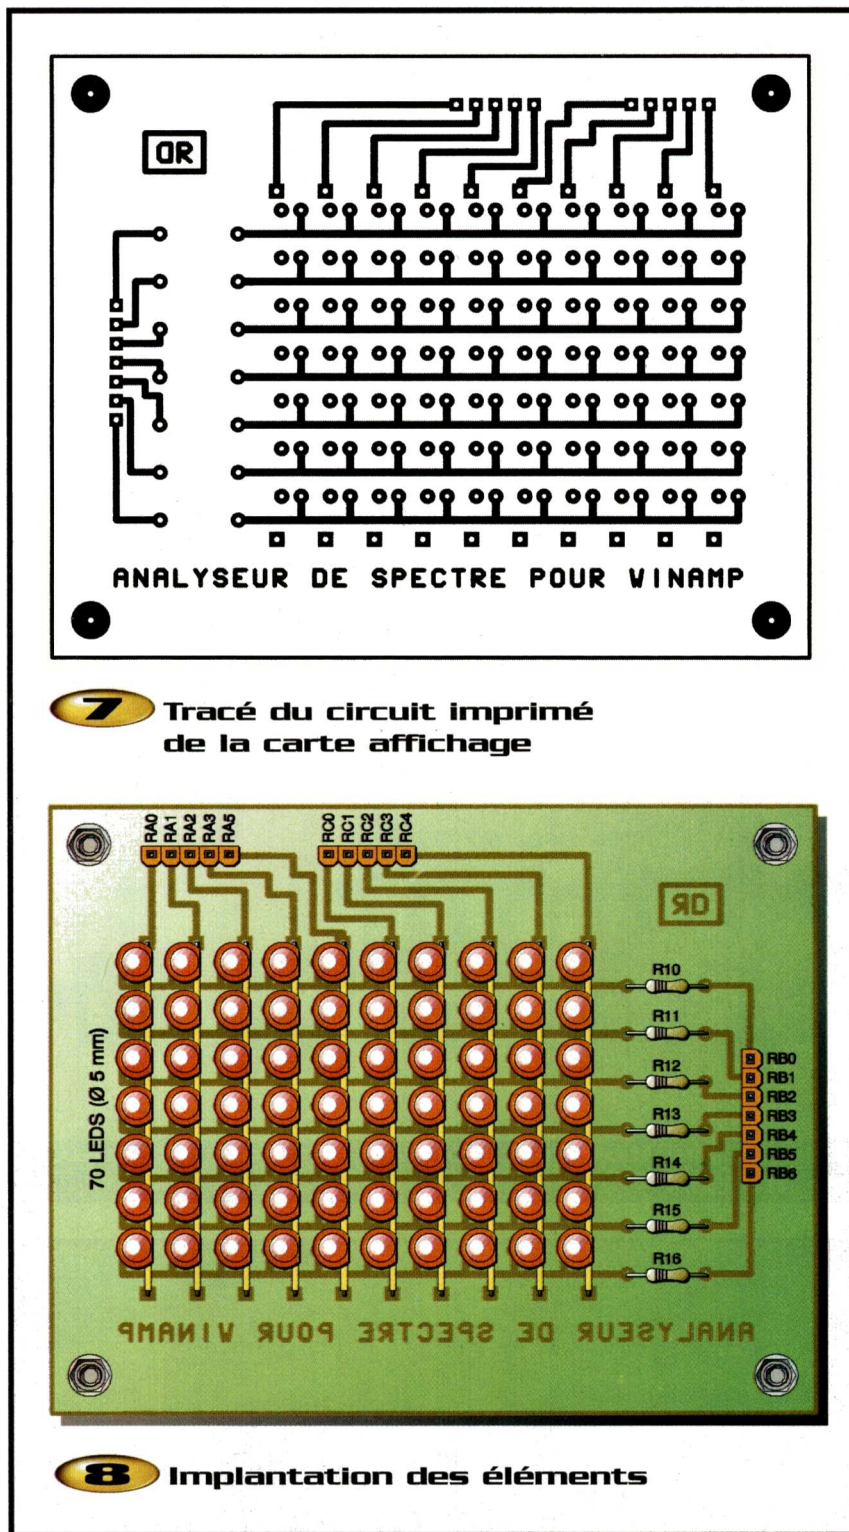 DR
ANALYSEUR DE SPECTRE POUR WINAMP
7 Tracé du circuit imprimé
de la carte affichage
RA0
RA1
RA2
RA3
RA5
RC0
RC1
RC2
RC3
RC4
DR
R10
R11
R12
R13
R14
R15
R16
RB0
RB1
RB2
RB3
RB4
RB5
RB6
70 LEDS (Ø 5 mm)
ANALYSEUR DE SPECTRE POUR WINAMP
8 Implantation des éléments